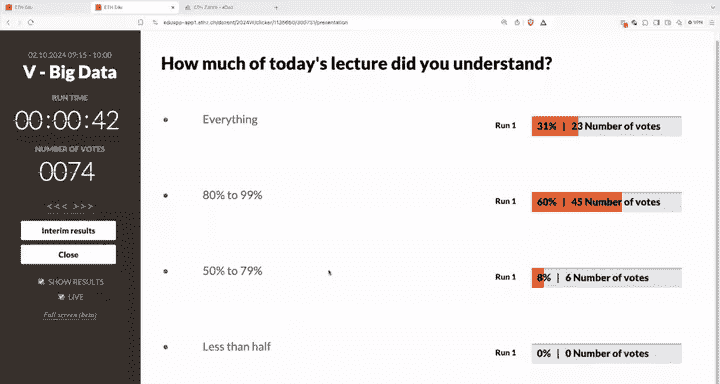 ETH Edu
ETH Edu
02.10.2024 09:15 - 10:00
V - Big Data
RUN TIME
00:00:42
NUMBER OF VOTES
0074
<<< >>>
Interim results
Close
SHOW RESULTS
LIVE
Full screen (beta)
How much of today's lecture did you understand?
Everything
Run 1
31% | 23 Number of votes
80% to 99%
Run 1
60% | 45 Number of votes
50% to 79%
Run 1
8% | 6 Number of votes
Less than half
Run 1
0% | 0 Number of votes